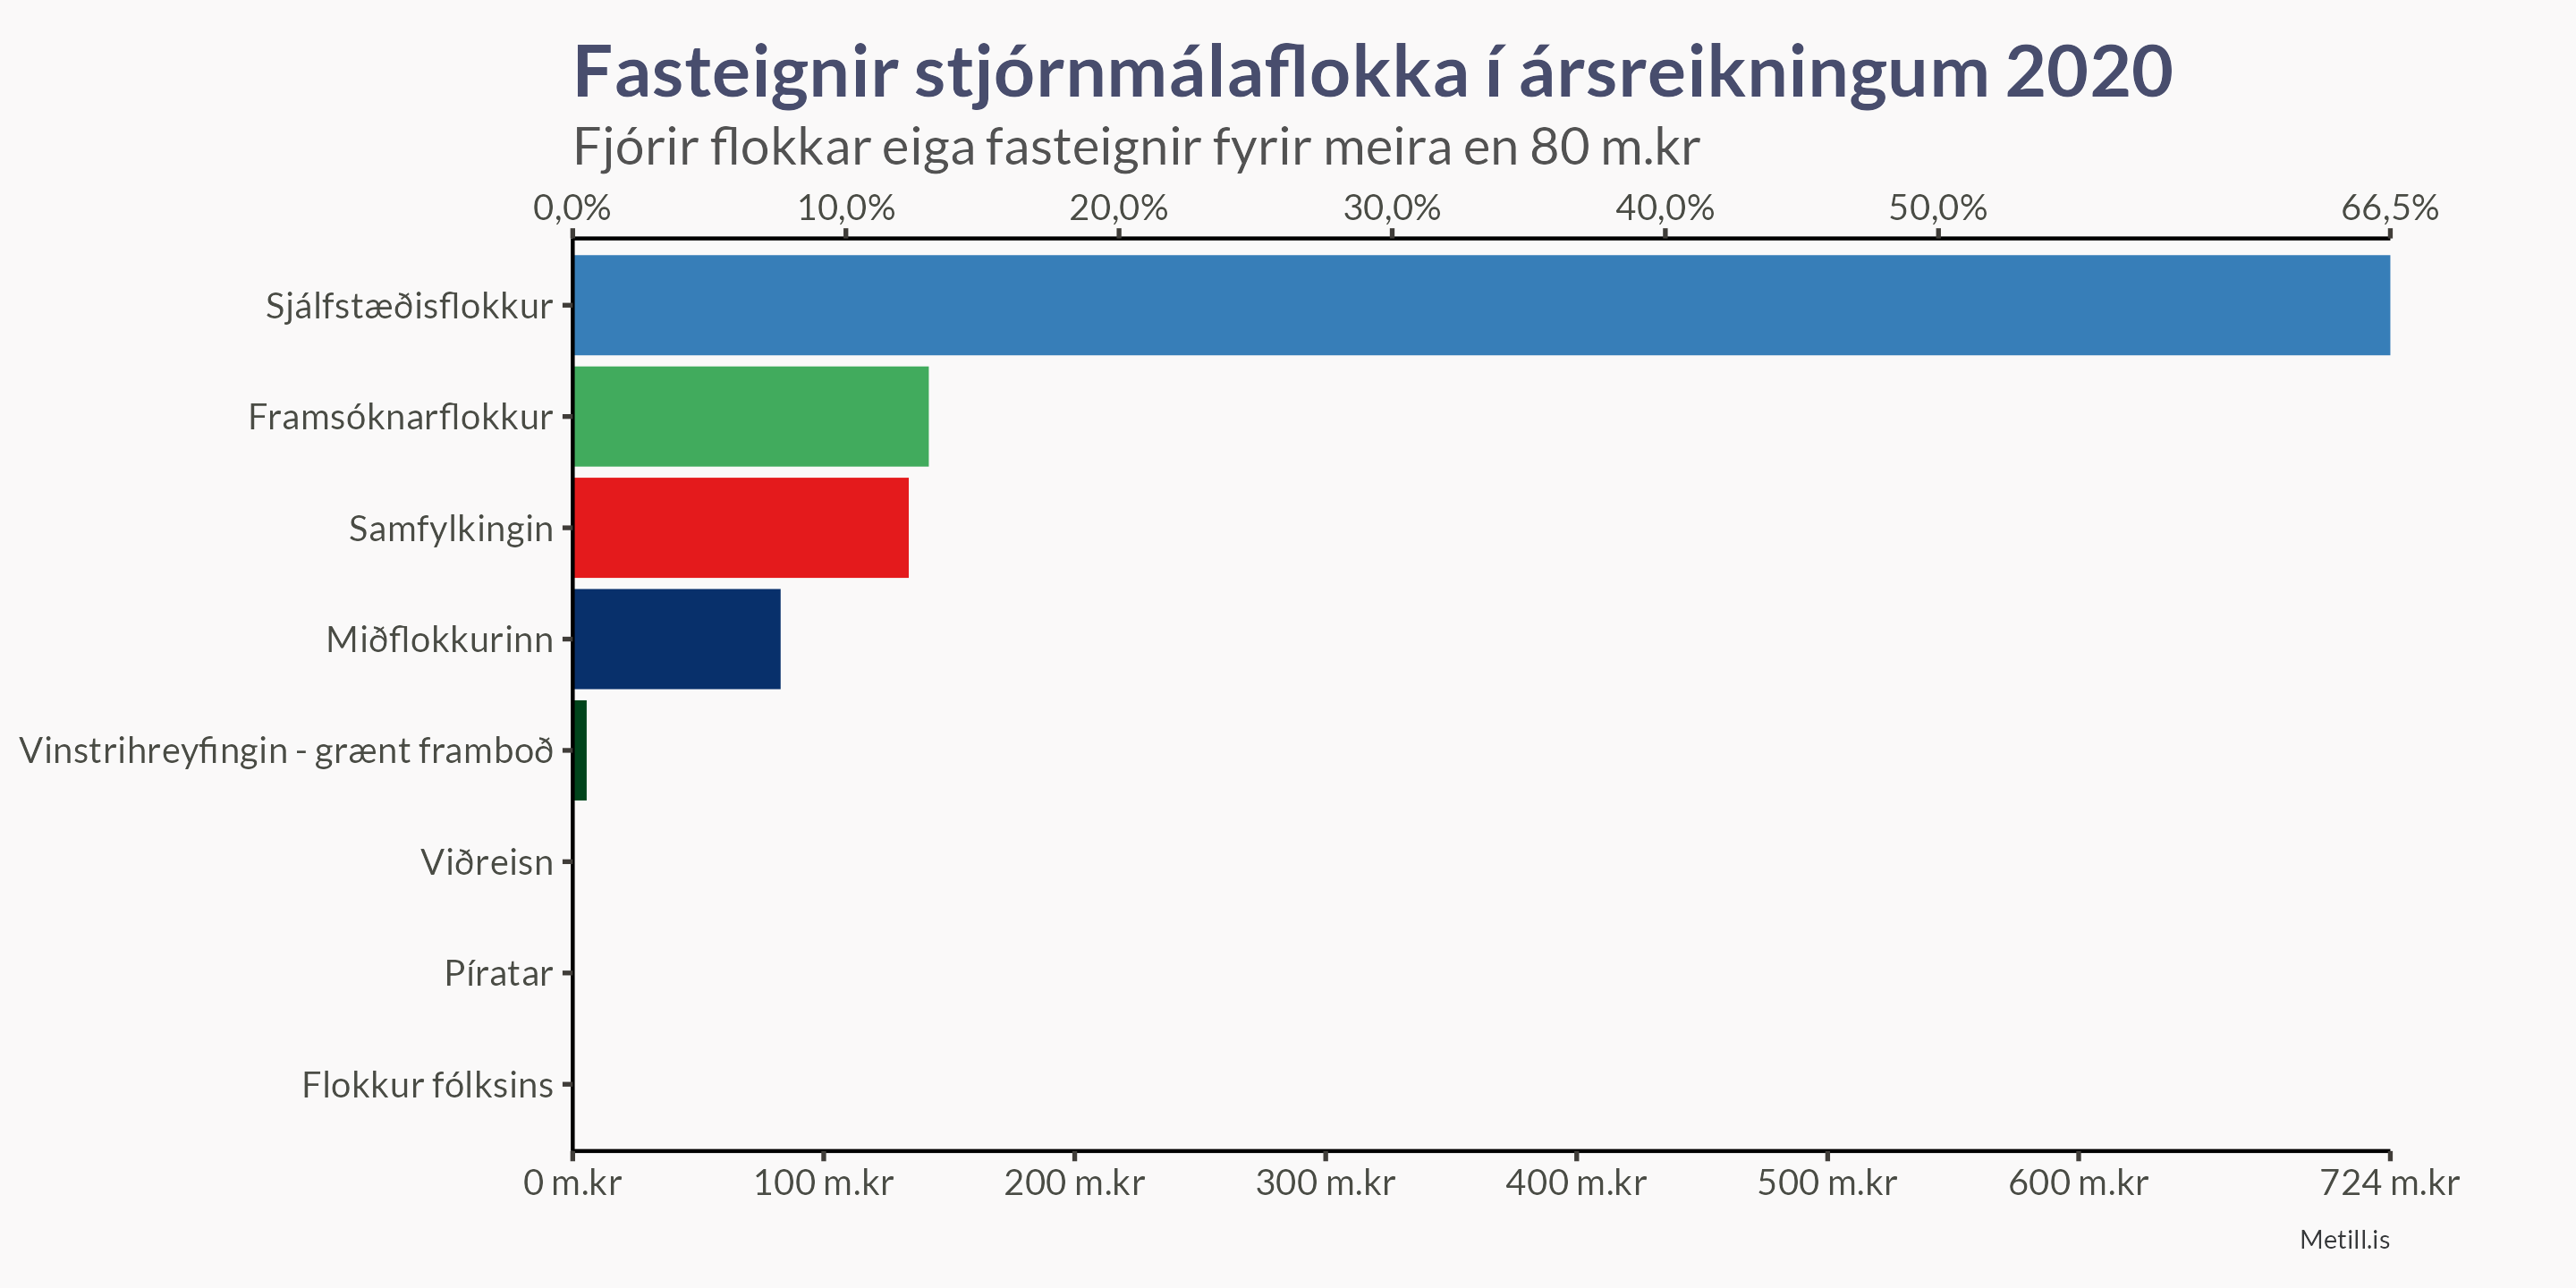 Fasteignir stjórnmálaflokka í ársreikningum 2020
Fjórir flokkar eiga fasteignir fyrir meira en 80 m.kr
0,0% 10,0% 20,0% 30,0% 40,0% 50,0% 66,5%
Sjálfstæðisflokkur
Framsóknarflokkur
Samfylkingin
Miðflokkurinn
Vinstrihreyfingin - grænt framboð
Viðreisn
Píratar
Flokkur fólksins
0 m.kr 100 m.kr 200 m.kr 300 m.kr 400 m.kr 500 m.kr 600 m.kr 724 m.kr
Metill.is